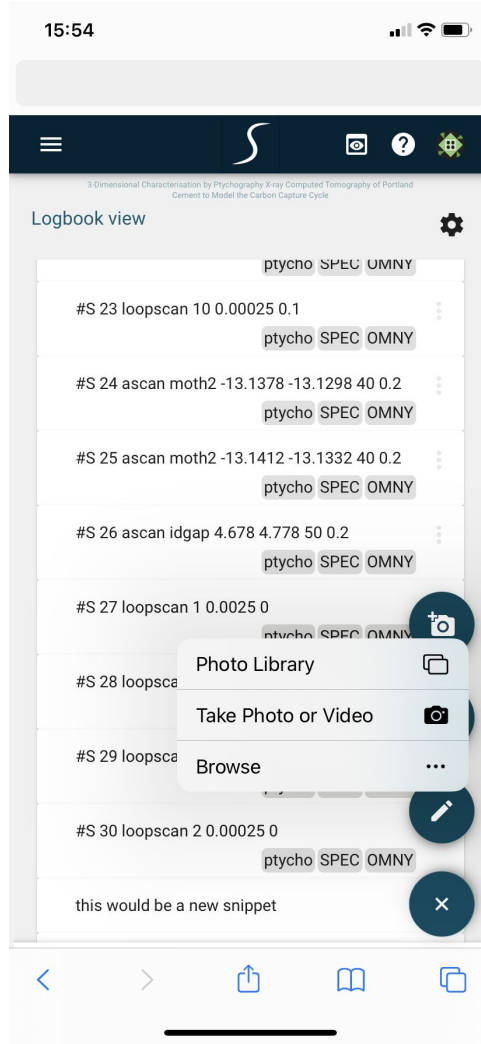 15:54
3-Dimensional Characterisation by Ptychography X-ray Computed Tomography of Portland
Cement to Model the Carbon Capture Cycle
Logbook view
ptycho SPEC OMNY
#S 23 loopscan 10 0.00025 0.1
ptycho SPEC OMNY
#S 24 ascan moth2 -13.1378 -13.1298 40 0.2
ptycho SPEC OMNY
#S 25 ascan moth2 -13.1412 -13.1332 40 0.2
ptycho SPEC OMNY
#S 26 ascan idgap 4.678 4.778 50 0.2
ptycho SPEC OMNY
#S 27 loopscan 1 0.0025 0
ptycho SPEC OMNY
Photo Library
#S 28 loopsca
Take Photo or Video
#S 29 loopsca
Browse
#S 30 loopscan 2 0.00025 0
ptycho SPEC OMNY
this would be a new snippet